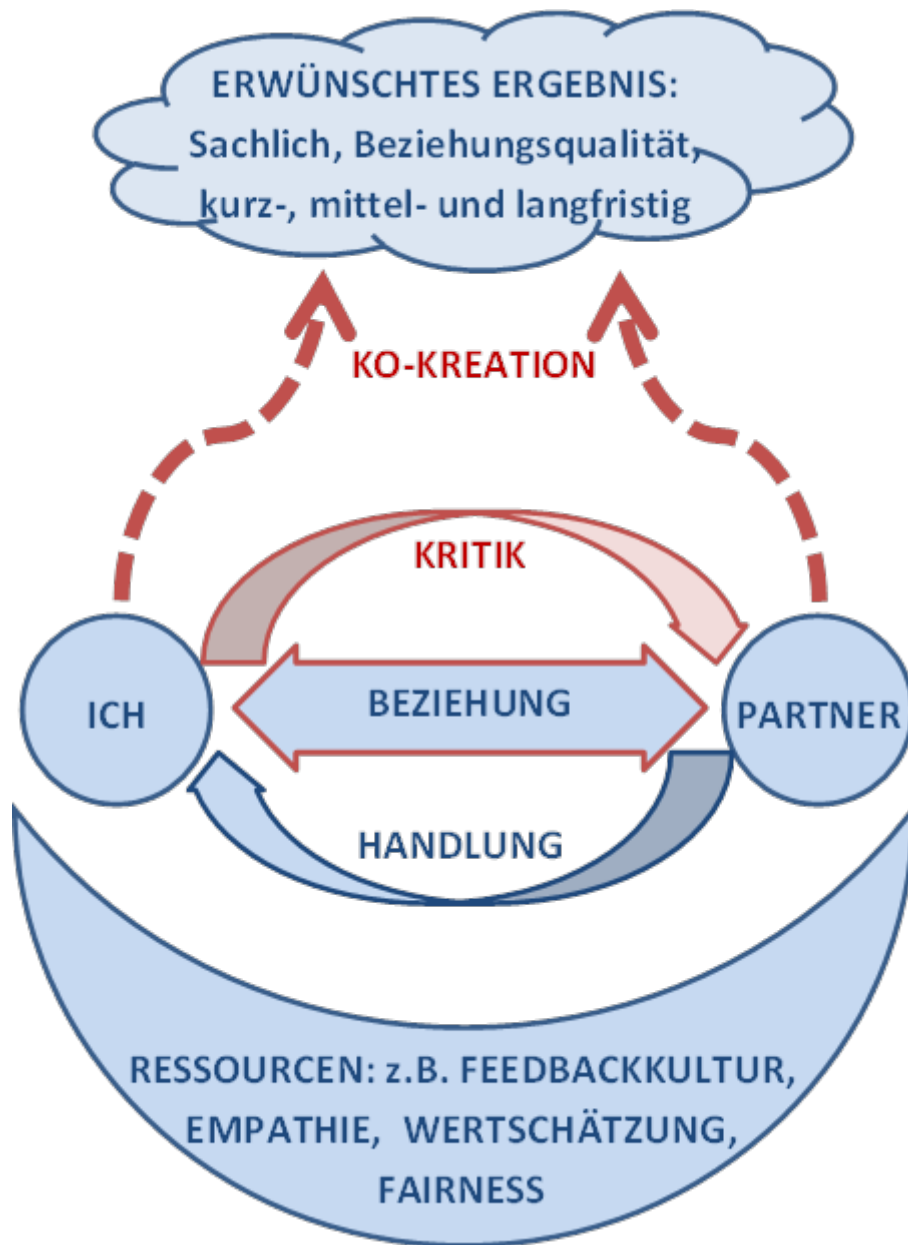 ERWÜNSCHTES ERGEBNIS:
Sachlich, Beziehungsqualität,
kurz-, mittel- und langfristig
KO-KREATION
KRITIK
ICH
BEZIEHUNG
PARTNER
HANDLUNG
RESSOURCEN: z.B. FEEDBACKKULTUR,
EMPATHIE, WERTSCHÄTZUNG,
FAIRNESS